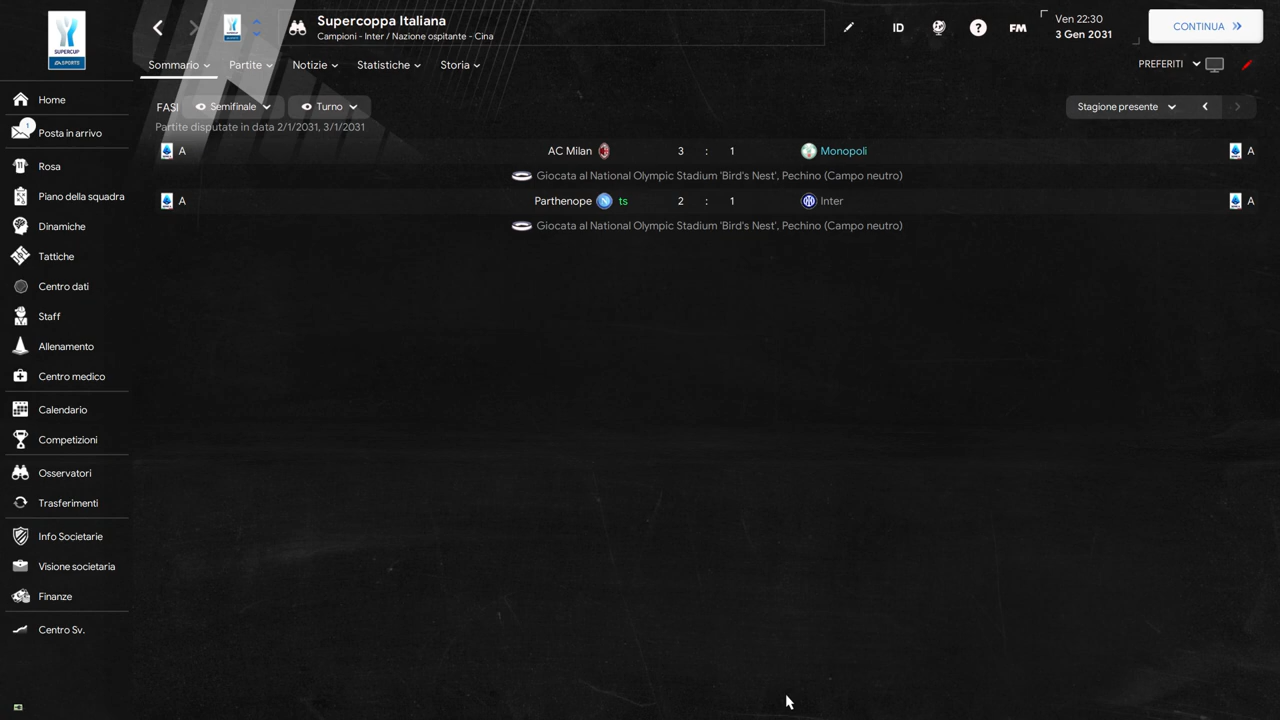 SUPERCUP
EA SPORTS
Supercoppa Italiana
Campioni - Inter / Nazione ospitante - Cina
ID
?
FM
Ven 22:30
3 Gen 2031
CONTINUA
Sommario
Partite
Notizie
Statistiche
Storia
PREFERITI
FASI
Semifinale
Turno
Stagione presente
Partite disputate in data 2/1/2031, 3/1/2031
A AC Milan 3 : 1 Monopoli A
Giocata al National Olympic Stadium 'Bird's Nest', Pechino (Campo neutro)
A Parthenope ts 2 : 1 Inter A
Giocata al National Olympic Stadium 'Bird's Nest', Pechino (Campo neutro)
Home
1
Posta in arrivo
Rosa
Piano della squadra
Dinamiche
Tattiche
Centro dati
Staff
Allenamento
Centro medico
Calendario
Competizioni
Osservatori
Trasferimenti
Info Societarie
Visione societaria
Finanze
Centro Sv.